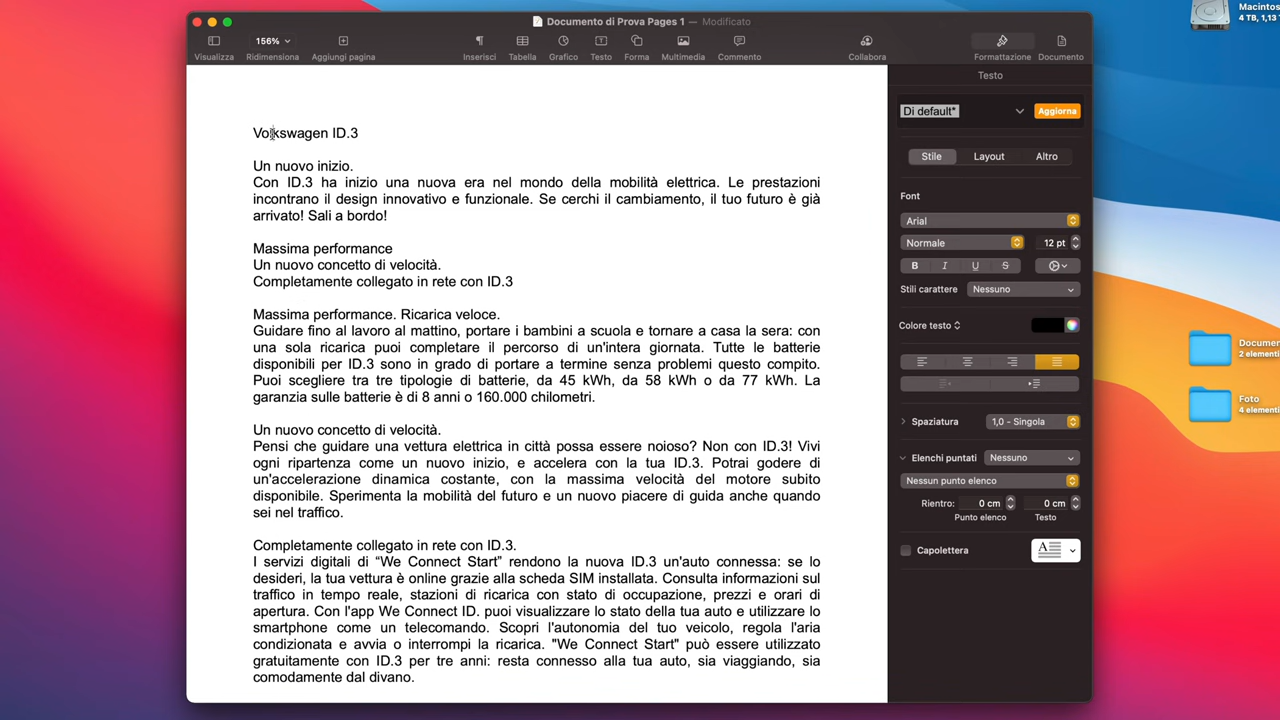 Documento di Prova Pages 1 — Modificato
Macintos
4 TB, 1,13
156%
Visualizza Ridimensiona Aggiungi pagina Inserisci Tabella Grafico Testo Forma Multimedia Commento Collabora Formattazione Documento
Testo
Di default* Aggiorna
Stile Layout Altro
Font
Arial
Normale 12 pt
B I U S
Stili carattere Nessuno
Colore testo
Spaziatura 1,0 - Singola
Elenchi puntati Nessuno
Nessun punto elenco
Rientro: 0 cm 0 cm
Punto elenco Testo
Capolettera A
Volkswagen ID.3
Un nuovo inizio.
Con ID.3 ha inizio una nuova era nel mondo della mobilità elettrica. Le prestazioni
incontrano il design innovativo e funzionale. Se cerchi il cambiamento, il tuo futuro è già
arrivato! Sali a bordo!
Massima performance
Un nuovo concetto di velocità.
Completamente collegato in rete con ID.3
Massima performance. Ricarica veloce.
Guidare fino al lavoro al mattino, portare i bambini a scuola e tornare a casa la sera: con
una sola ricarica puoi completare il percorso di un'intera giornata. Tutte le batterie
disponibili per ID.3 sono in grado di portare a termine senza problemi questo compito.
Puoi scegliere tra tre tipologie di batterie, da 45 kWh, da 58 kWh o da 77 kWh. La
garanzia sulle batterie è di 8 anni o 160.000 chilometri.
Un nuovo concetto di velocità.
Pensi che guidare una vettura elettrica in città possa essere noioso? Non con ID.3! Vivi
ogni ripartenza come un nuovo inizio, e accelera con la tua ID.3. Potrai godere di
un'accelerazione dinamica costante, con la massima velocità del motore subito
disponibile. Sperimenta la mobilità del futuro e un nuovo piacere di guida anche quando
sei nel traffico.
Completamente collegato in rete con ID.3.
I servizi digitali di “We Connect Start” rendono la nuova ID.3 un'auto connessa: se lo
desideri, la tua vettura è online grazie alla scheda SIM installata. Consulta informazioni sul
traffico in tempo reale, stazioni di ricarica con stato di occupazione, prezzi e orari di
apertura. Con l'app We Connect ID. puoi visualizzare lo stato della tua auto e utilizzare lo
smartphone come un telecomando. Scopri l'autonomia del tuo veicolo, regola l'aria
condizionata e avvia o interrompi la ricarica. "We Connect Start" può essere utilizzato
gratuitamente con ID.3 per tre anni: resta connesso alla tua auto, sia viaggiando, sia
comodamente dal divano.
Documen
2 elementi
Foto
4 elementi